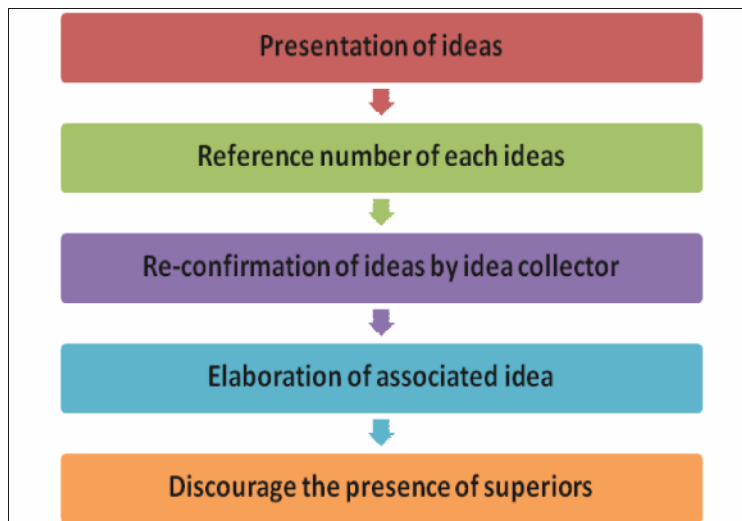 Presentation of ideas
Reference number of each ideas
Re-confirmation of ideas by idea collector
Elaboration of associated idea
Discourage the presence of superiors